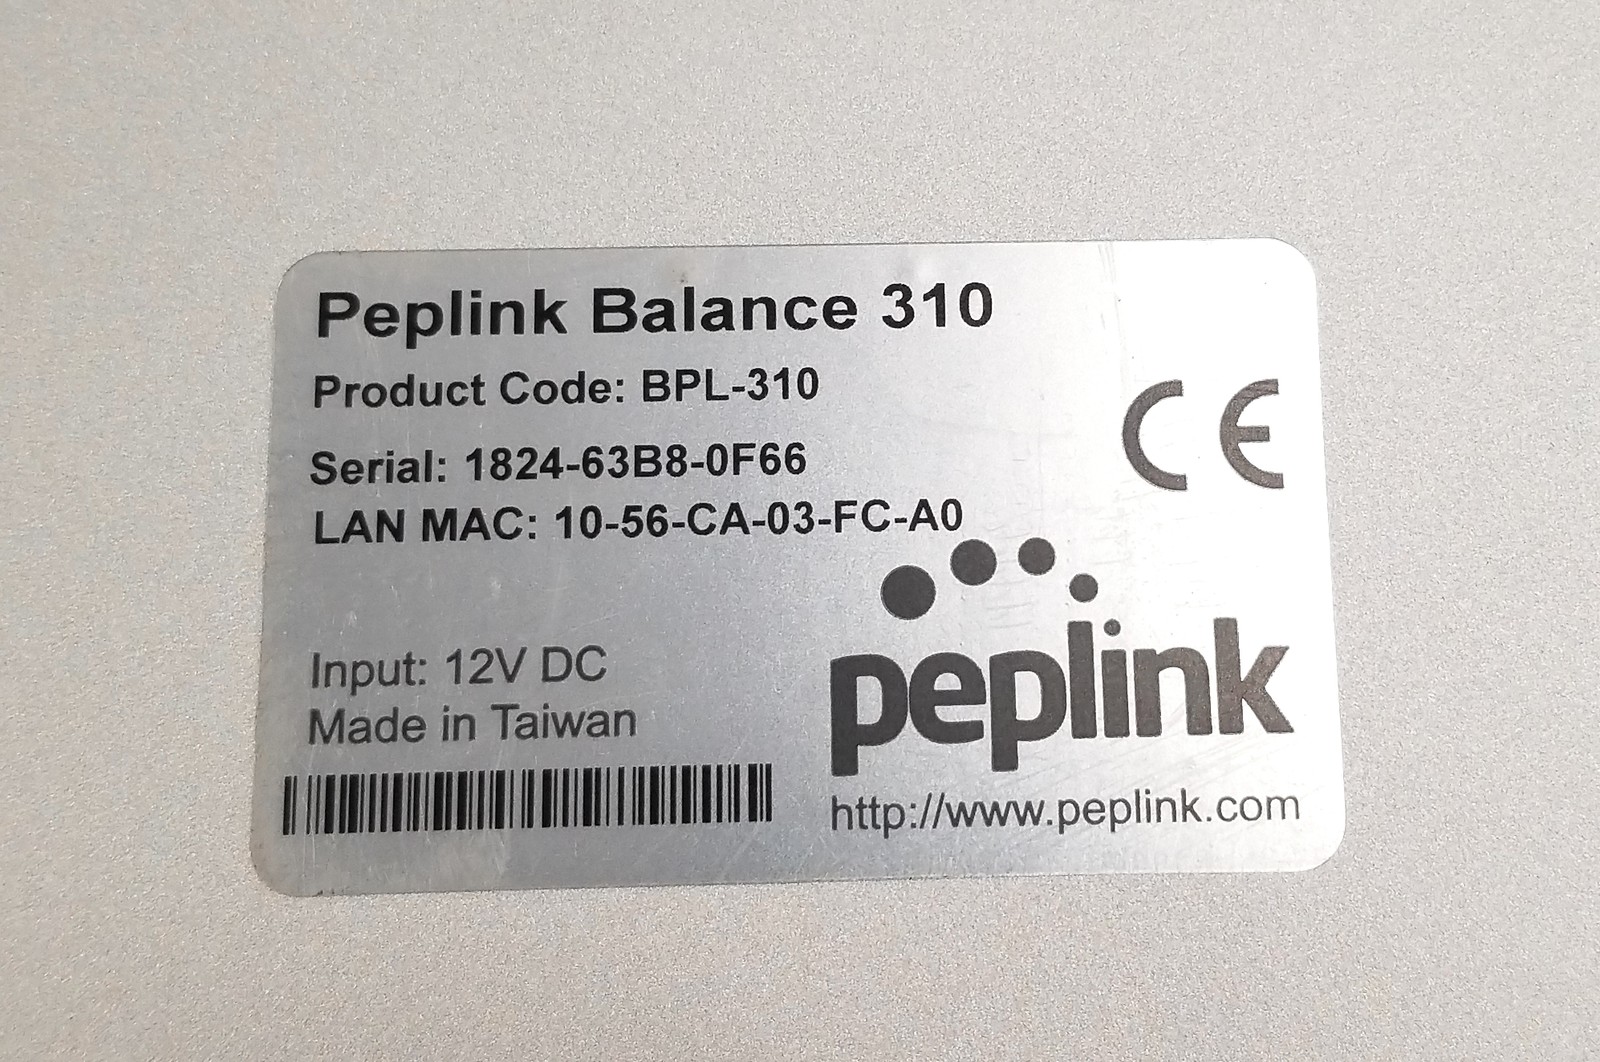 Peplink Balance 310
Product Code: BPL-310
Serial: 1824-63B8-0F66
LAN MAC: 10-56-CA-03-FC-A0
CE
Input: 12V DC
Made in Taiwan
peplink
http://www.peplink.com